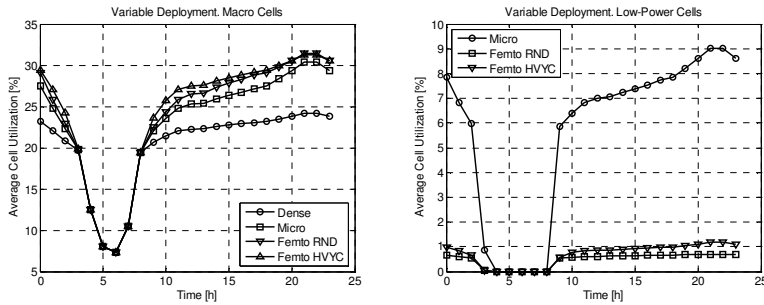 Variable Deployment. Macro Cells
35
30
25
20
15
10
5
Average Cell Utilization [%]
0
5
10
15
20
25
Time [h]
Dense
Micro
Femto RND
Femto HVYC
Variable Deployment. Low-Power Cells
10
9
8
7
6
5
4
3
2
1
0
Average Cell Utilization [%]
0
5
10
15
20
25
Time [h]
Micro
Femto RND
Femto HVYC